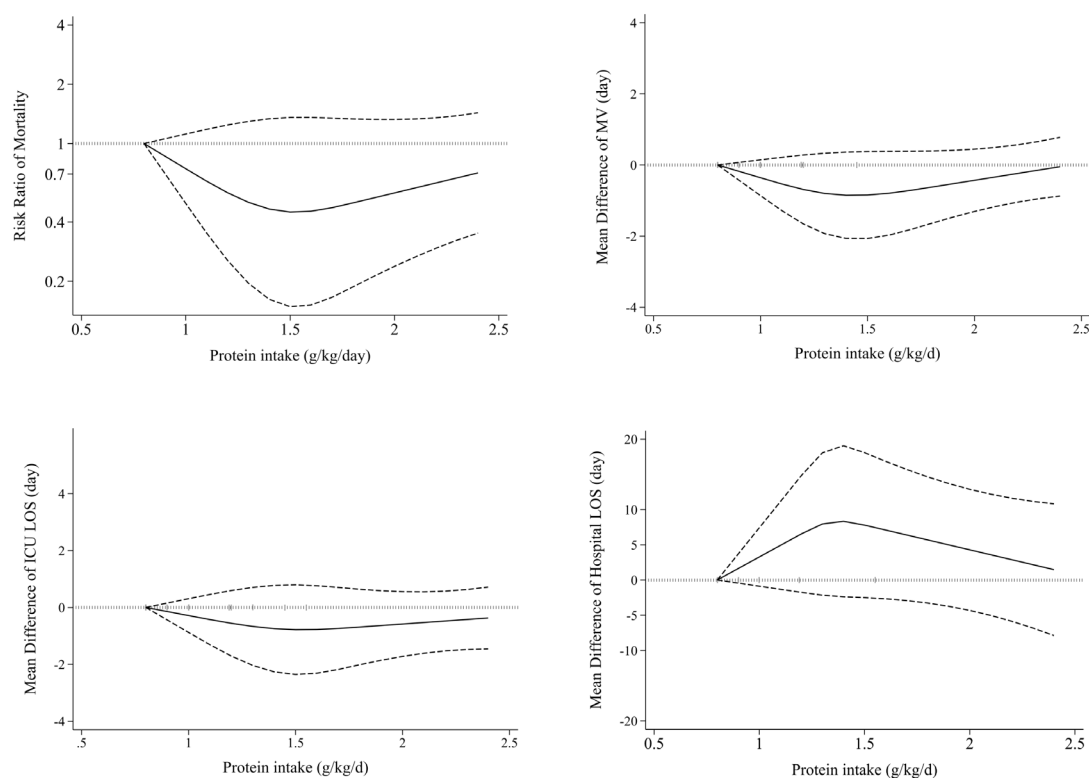 Risk Ratio of Mortality
4
2
1
0.7
0.4
0.2
0.5 1 1.5 2 2.5
Protein intake (g/kg/day)
Mean Difference of MV (day)
4
2
0
-2
-4
0.5 1 1.5 2 2.5
Protein intake (g/kg/d)
Mean Difference of ICU LOS (day)
4
2
0
-2
-4
.5 1 1.5 2 2.5
Protein intake (g/kg/d)
Mean Difference of Hospital LOS (day)
20
10
5
0
-5
-10
-20
0.5 1 1.5 2 2.5
Protein intake (g/kg/d)